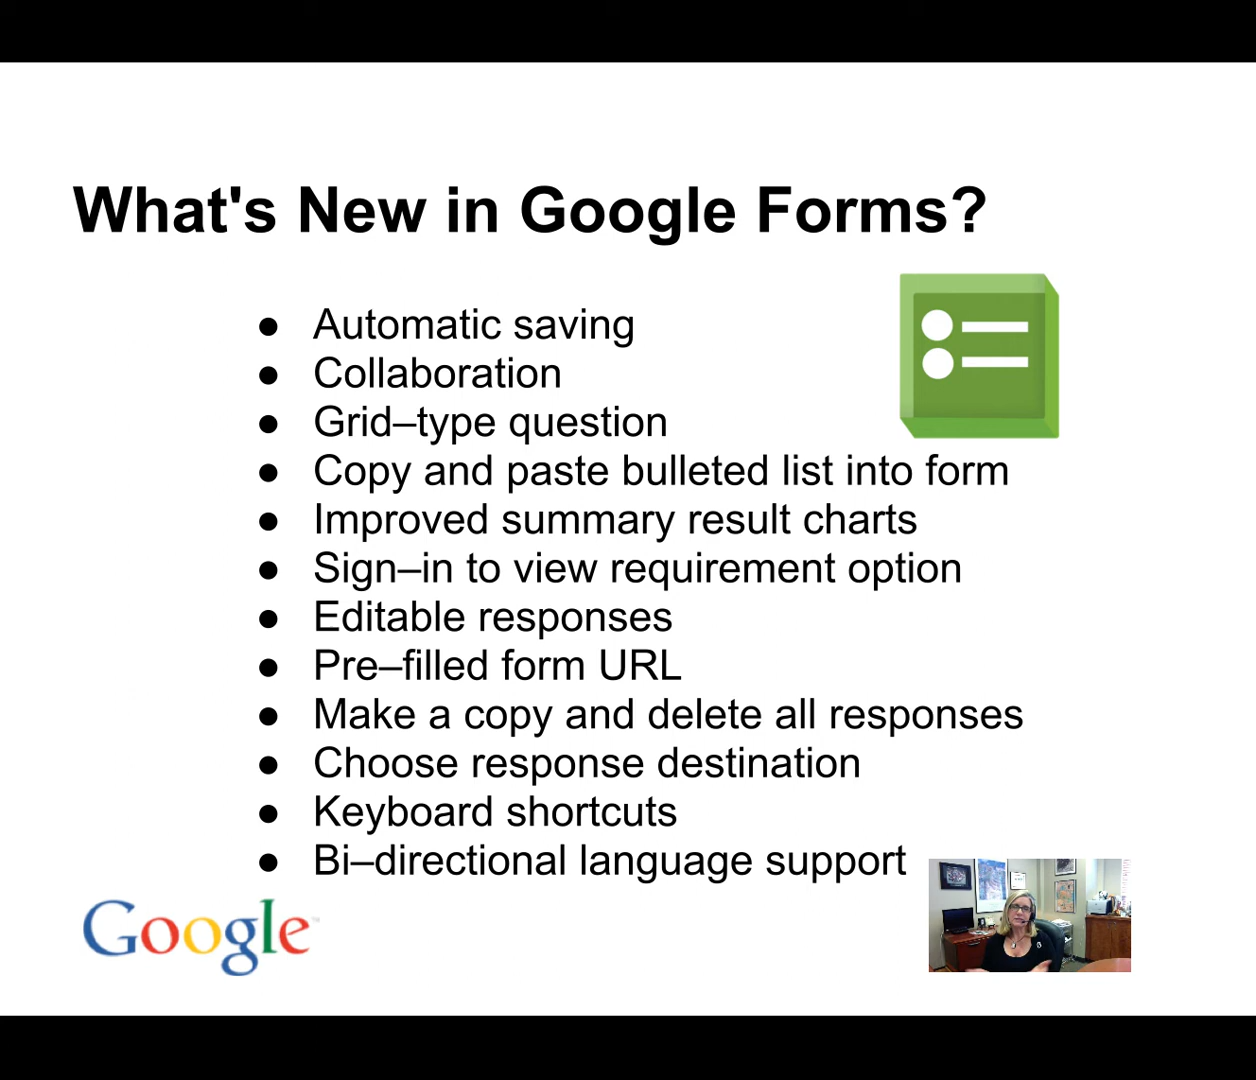 What's New in Google Forms?
● Automatic saving
● Collaboration
● Grid–type question
● Copy and paste bulleted list into form
● Improved summary result charts
● Sign–in to view requirement option
● Editable responses
● Pre–filled form URL
● Make a copy and delete all responses
● Choose response destination
● Keyboard shortcuts
● Bi–directional language support
Google™